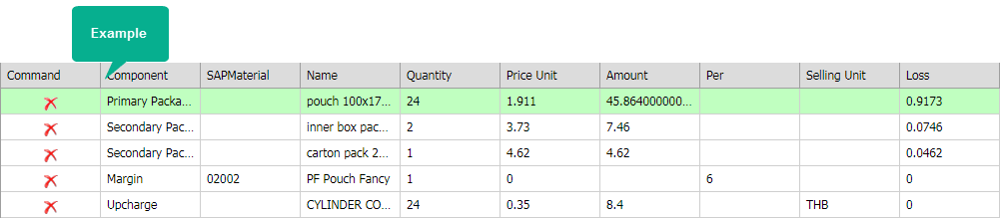 Example
Command Component SAPMaterial Name Quantity Price Unit Amount Per Selling Unit Loss
Primary Packa... pouch 100x17... 24 1.911 45.864000000... 0.9173
Secondary Pac... inner box pac... 2 3.73 7.46 0.0746
Secondary Pac... carton pack 2... 1 4.62 4.62 0.0462
Margin 02002 PF Pouch Fancy 1 0 6 0
Upcharge CYLINDER CO... 24 0.35 8.4 THB 0